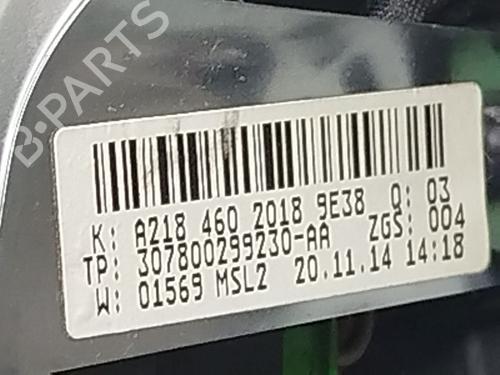 B-PARTS
K: A218 460 2018 9E38 Q: 03
TP: 307800299230-AA ZGS: 004
W: 01569 MSL2 20.11.14 14:18